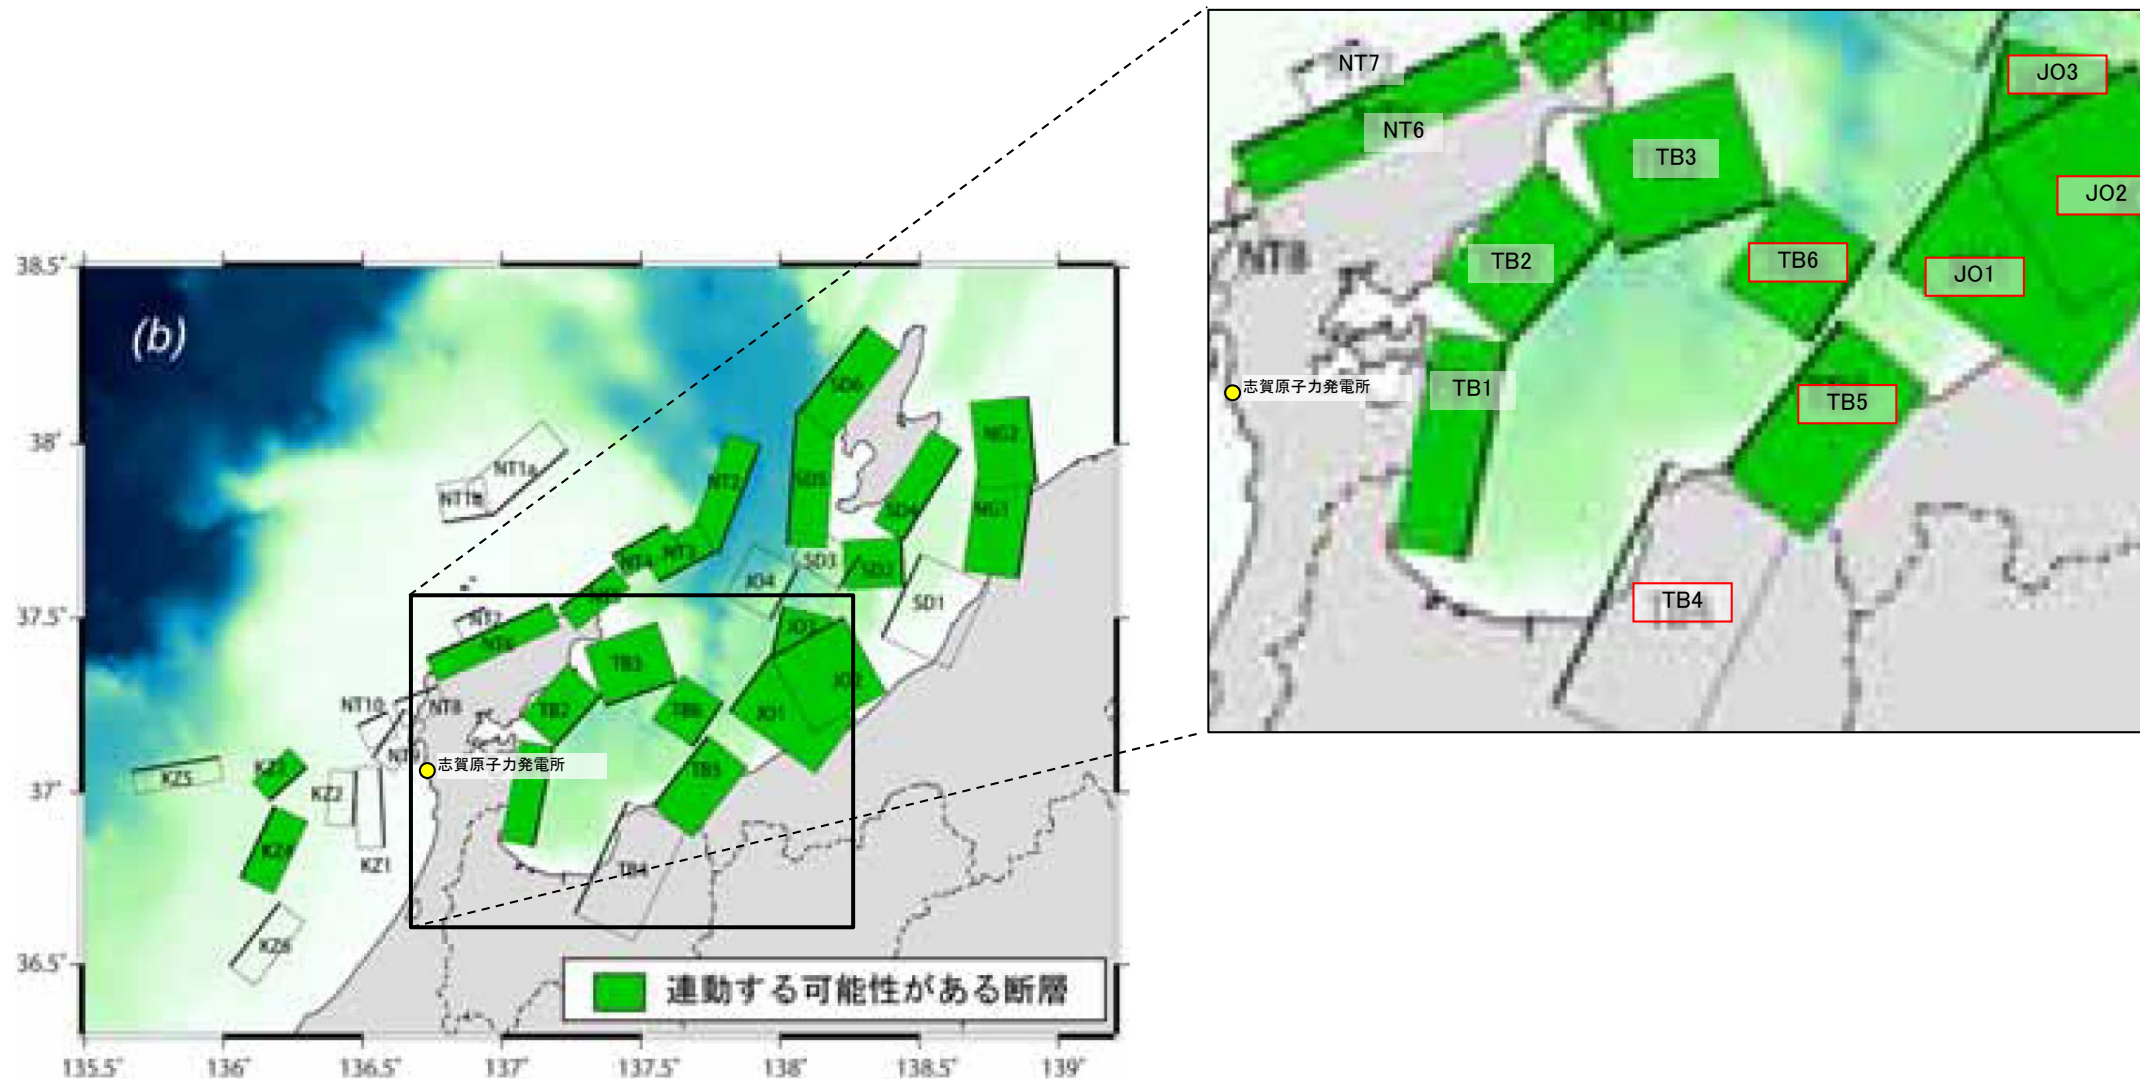 (b)
38.5°
38°
37.5°
37°
36.5°
135.5°
136°
136.5°
137°
137.5°
138°
138.5°
139°
SD6
NG2
NT1a
NT1b
NT2
SD5
SD4
NG1
NT4
NT3
SD3
SD2
JO4
SD1
NT7
NT6
JO3
TB3
JO2
NT10
NT8
TB2
TB6
JO1
NT9
志賀原子力発電所
KZ5
KZ3
TB5
KZ2
KZ4
KZ1
TB4
KZ6
連動する可能性がある断層
NT7
JO3
NT6
TB3
JO2
NT8
TB2
TB6
JO1
志賀原子力発電所
TB1
TB5
TB4